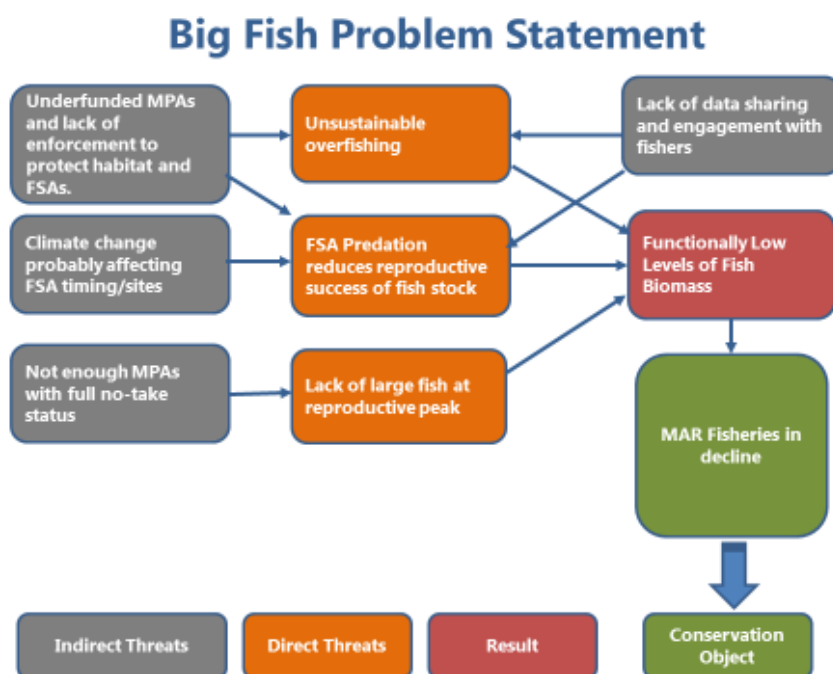 Big Fish Problem Statement
Underfunded MPAs
and lack of
enforcement to
protect habitat and
FSAs.
Unsustainable
overfishing
Lack of data sharing
and engagement with
fishers
Climate change
probably affecting
FSA timing/sites
FSA Predation
reduces reproductive
success of fish stock
Functionally Low
Levels of Fish
Biomass
Not enough MPAs
with full no-take
status
Lack of large fish at
reproductive peak
MAR Fisheries in
decline
Indirect Threats
Direct Threats
Result
Conservation
Object